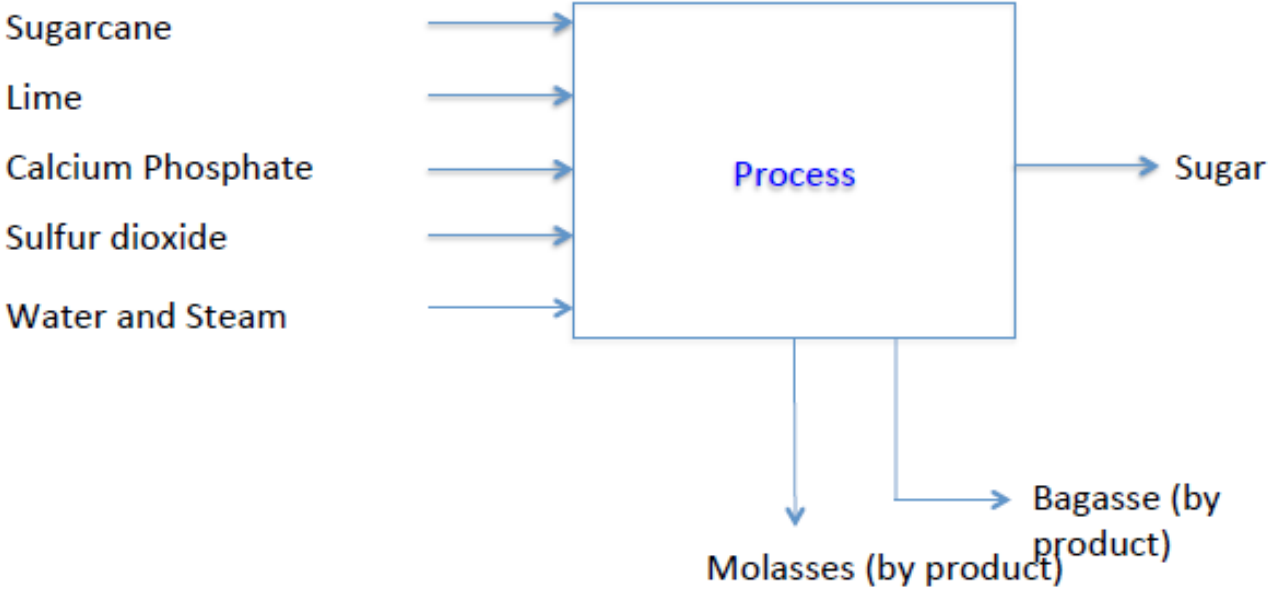 Sugarcane
Lime
Calcium Phosphate
Sulfur dioxide
Water and Steam
Process
Sugar
Bagasse (by
product)
Molasses (by product)